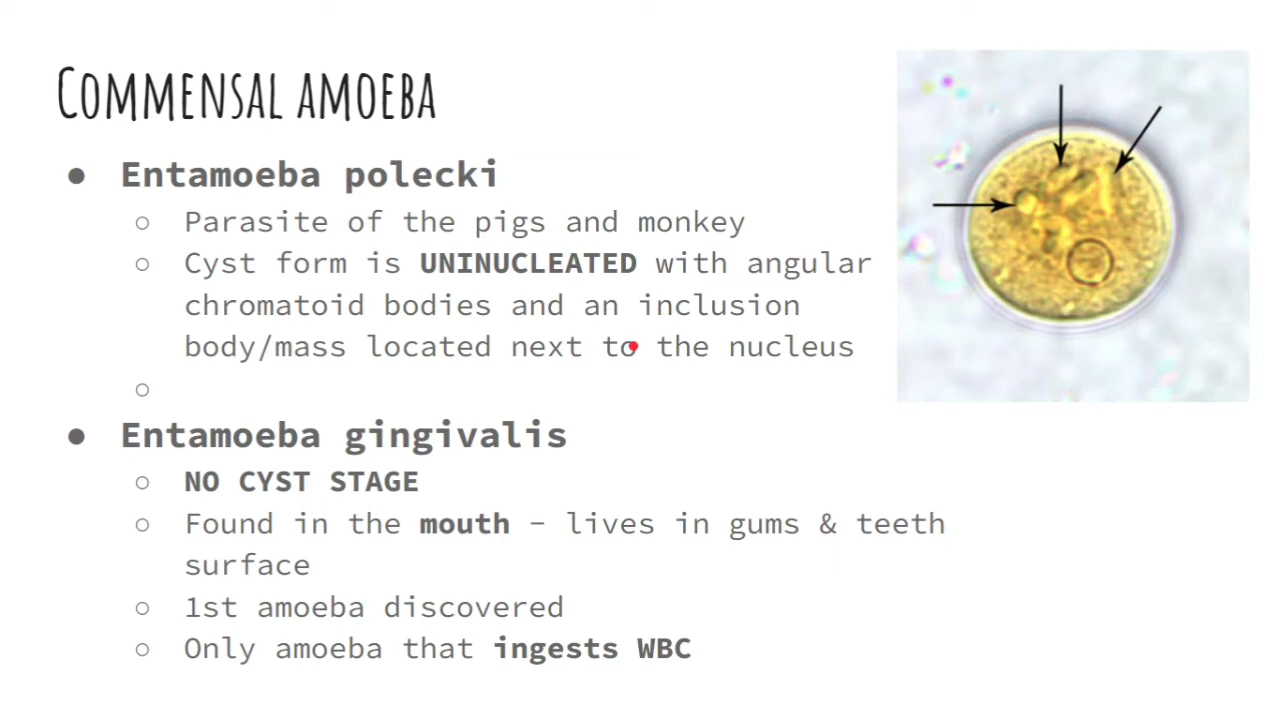 Commensal amoeba
● Entamoeba polecki
○ Parasite of the pigs and monkey
○ Cyst form is UNINUCLEATED with angular
chromatoid bodies and an inclusion
body/mass located next to the nucleus
○
● Entamoeba gingivalis
○ NO CYST STAGE
○ Found in the mouth – lives in gums & teeth
surface
○ 1st amoeba discovered
○ Only amoeba that ingests WBC